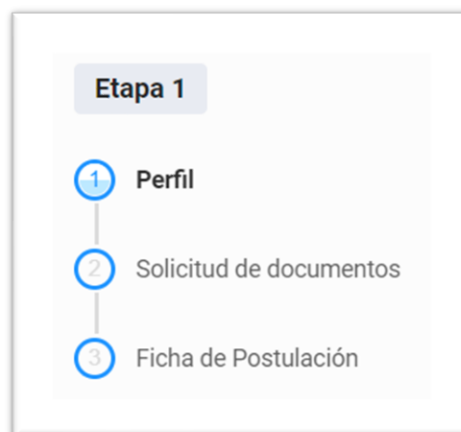 Etapa 1
1 Perfil
2 Solicitud de documentos
3 Ficha de Postulación